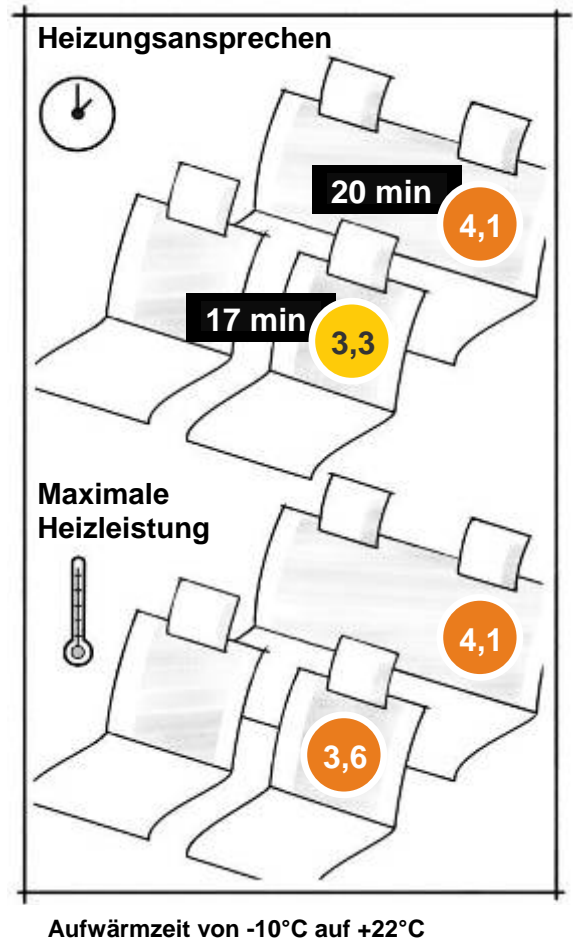 Heizungsansprechen
20 min
4,1
17 min
3,3
Maximale
Heizleistung
4,1
3,6
Aufwärmzeit von -10°C auf +22°C